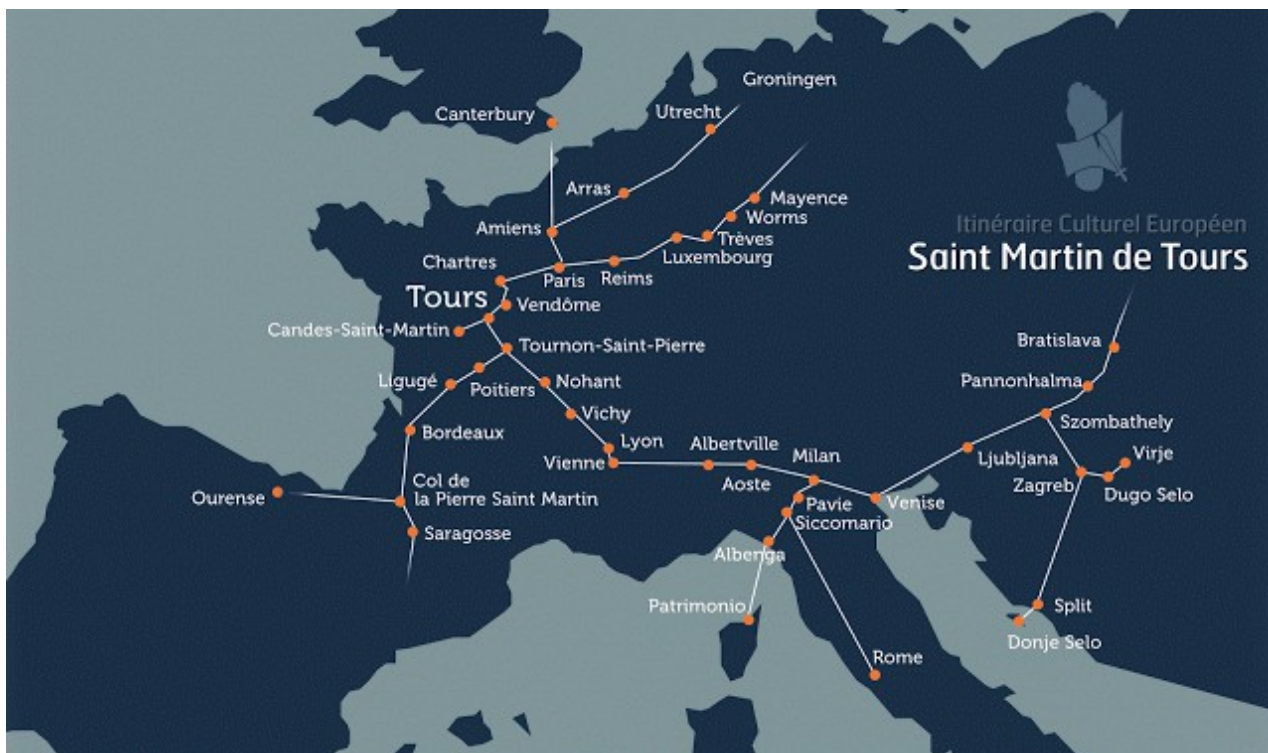 Groningen
Canterbury
Utrecht
Arras
Mayence
Worms
Amiens
Trèves
Luxembourg
Itinéraire Culturel Européen
Saint Martin de Tours
Chartres
Paris
Reims
Tours
Vendôme
Candes-Saint-Martin
Tournon-Saint-Pierre
Bratislava
Ligugé
Poitiers
Nohant
Pannonhalma
Vichy
Szombathely
Bordeaux
Lyon
Albertville
Milan
Ljubljana
Virje
Vienne
Aoste
Zagreb
Dugo Selo
Ourense
Col de
la Pierre Saint Martin
Pavie
Venise
Siccomario
Saragosse
Albenga
Patrimonio
Split
Donje Selo
Rome